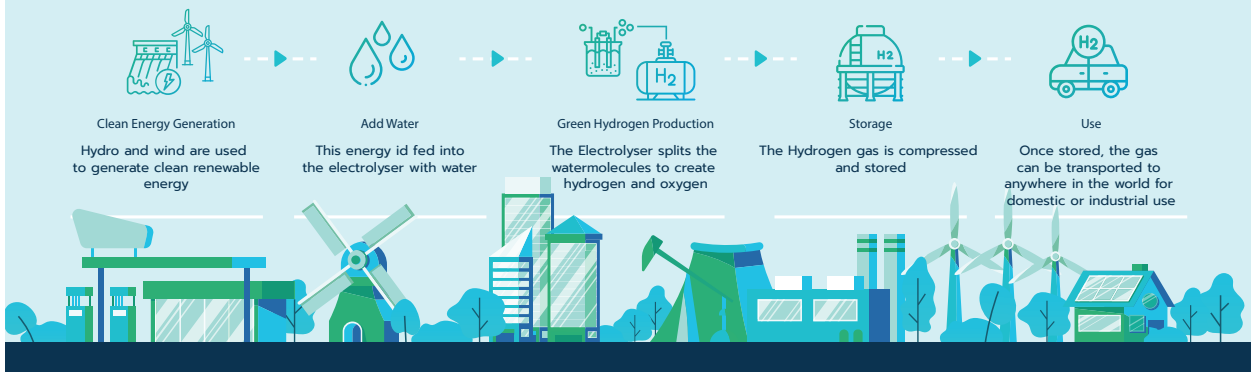 H2
H2
H2
Clean Energy Generation
Hydro and wind are used
to generate clean renewable
energy
Add Water
This energy id fed into
the electrolyser with water
Green Hydrogen Production
The Electrolyser splits the
watermolecules to create
hydrogen and oxygen
Storage
The Hydrogen gas is compressed
and stored
Use
Once stored, the gas
can be transported to
anywhere in the world for
domestic or industrial use